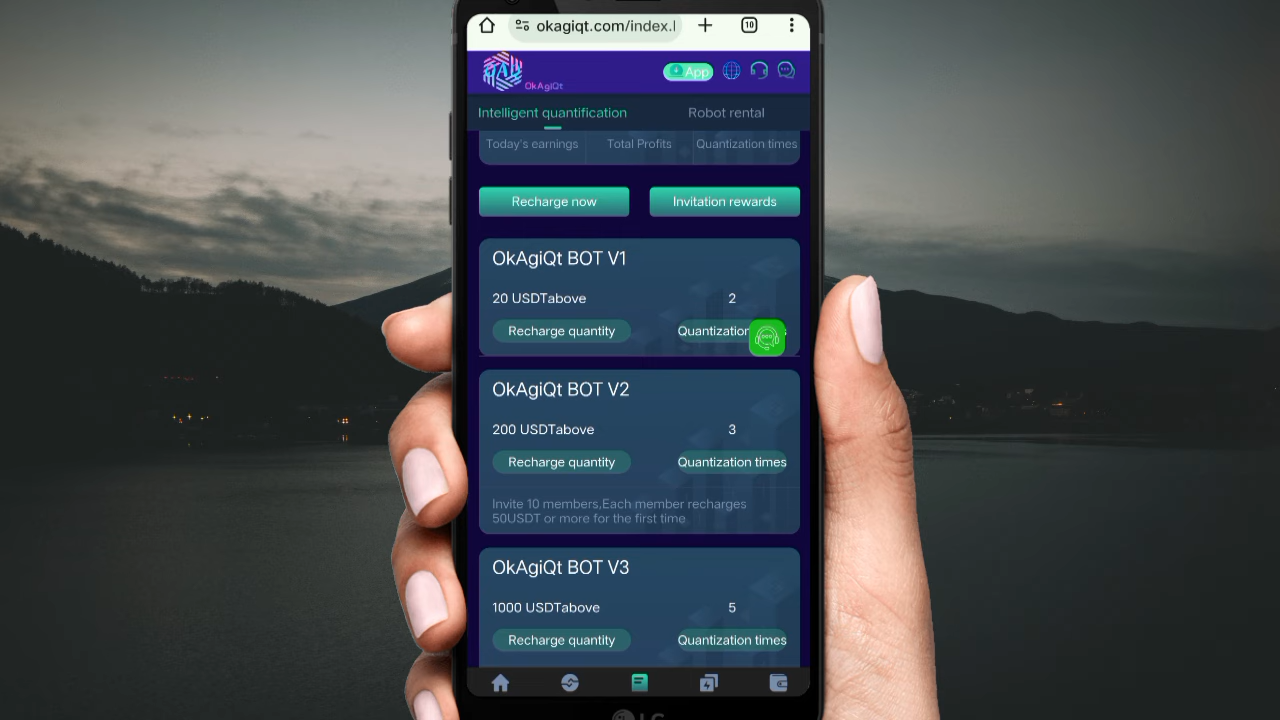 okagiqt.com/index.l
10
App
OkAgiQt
Intelligent quantification
Robot rental
Today's earnings
Total Profits
Quantization times
Recharge now
Invitation rewards
OkAgiQt BOT V1
20 USDTabove
2
Recharge quantity
Quantization
OkAgiQt BOT V2
200 USDTabove
3
Recharge quantity
Quantization times
Invite 10 members,Each member recharges
50USDT or more for the first time
OkAgiQt BOT V3
1000 USDTabove
5
Recharge quantity
Quantization times
LG